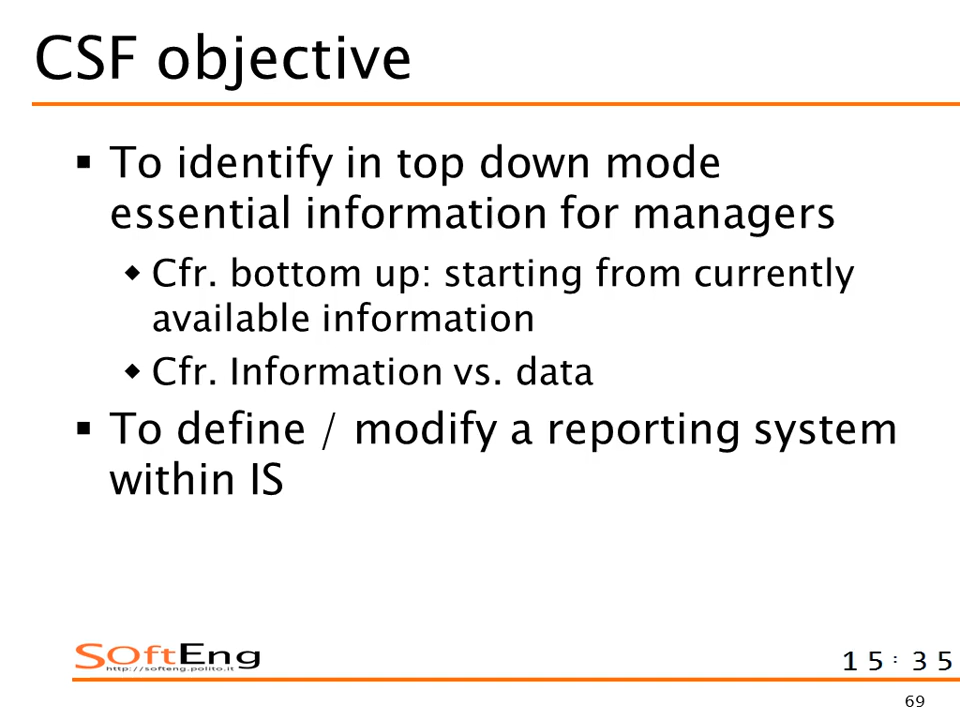 CSF objective
To identify in top down mode
essential information for managers
Cfr. bottom up: starting from currently
available information
Cfr. Information vs. data
To define / modify a reporting system
within IS
SOftEng
http://softeng.polito.it
15:35
69